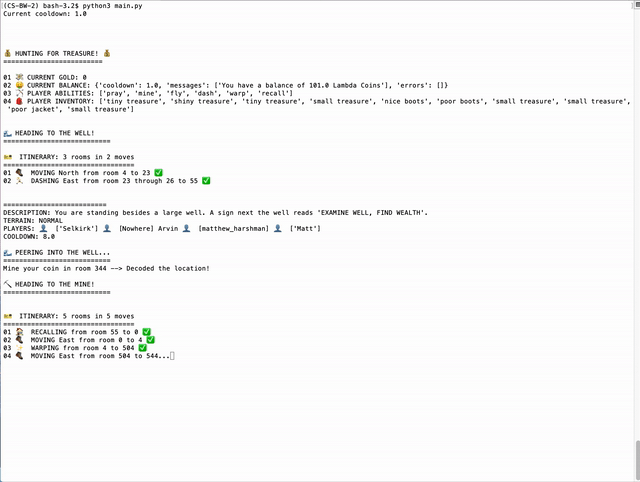 (CS-BW-2) bash-3.2$ python3 main.py
Current cooldown: 1.0
💰 HUNTING FOR TREASURE! 💰
=========================
01 💸 CURRENT GOLD: 0
02 😄 CURRENT BALANCE: {'cooldown': 1.0, 'messages': ['You have a balance of 101.0 Lambda Coins'], 'errors': []}
03 🏹 PLAYER ABILITIES: ['pray', 'mine', 'fly', 'dash', 'warp', 'recall']
04 🎒 PLAYER INVENTORY: ['tiny treasure', 'shiny treasure', 'tiny treasure', 'small treasure', 'nice boots', 'poor boots', 'small treasure', 'small treasure',
'poor jacket', 'small treasure']
🌊 HEADING TO THE WELL!
===========================
🎫 ITINERARY: 3 rooms in 2 moves
=================================
01 MOVING North from room 4 to 23 ✅
02 DASHING East from room 23 through 26 to 55 ✅
==========================
DESCRIPTION: You are standing besides a large well. A sign next the well reads 'EXAMINE WELL, FIND WEALTH'.
TERRAIN: NORMAL
PLAYERS: 👤 ['Selkirk'] 👤 [Nowhere] Arvin 👤 [matthew_harshman] 👤 ['Matt']
COOLDOWN: 8.0
🌊 PEERING INTO THE WELL...
===========================
Mine your coin in room 344 --> Decoded the location!
⛏ HEADING TO THE MINE!
===========================
🎫 ITINERARY: 5 rooms in 5 moves
=================================
01 RECALLING from room 55 to 0 ✅
02 MOVING East from room 0 to 4 ✅
03 WARPING from room 4 to 504 ✅
04 MOVING East from room 504 to 544...